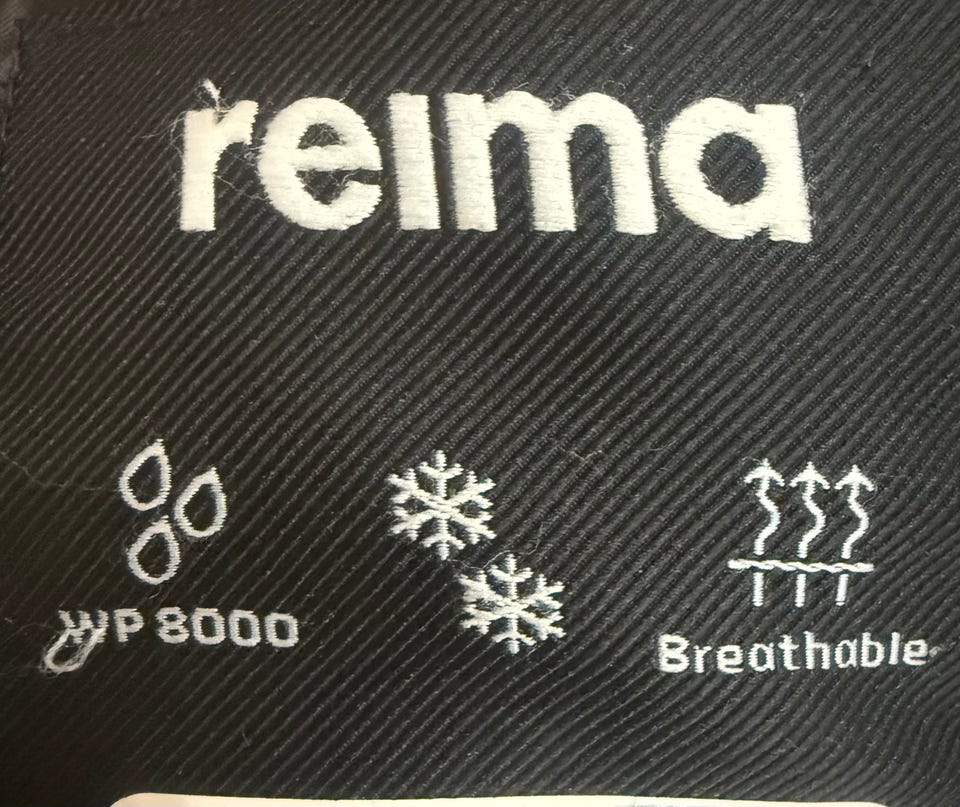 reima
WP 8000
Breathable